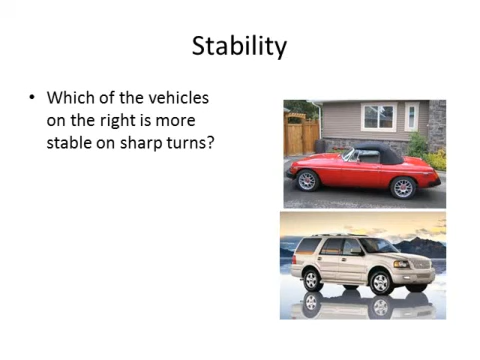 Stability
• Which of the vehicles
on the right is more
stable on sharp turns?